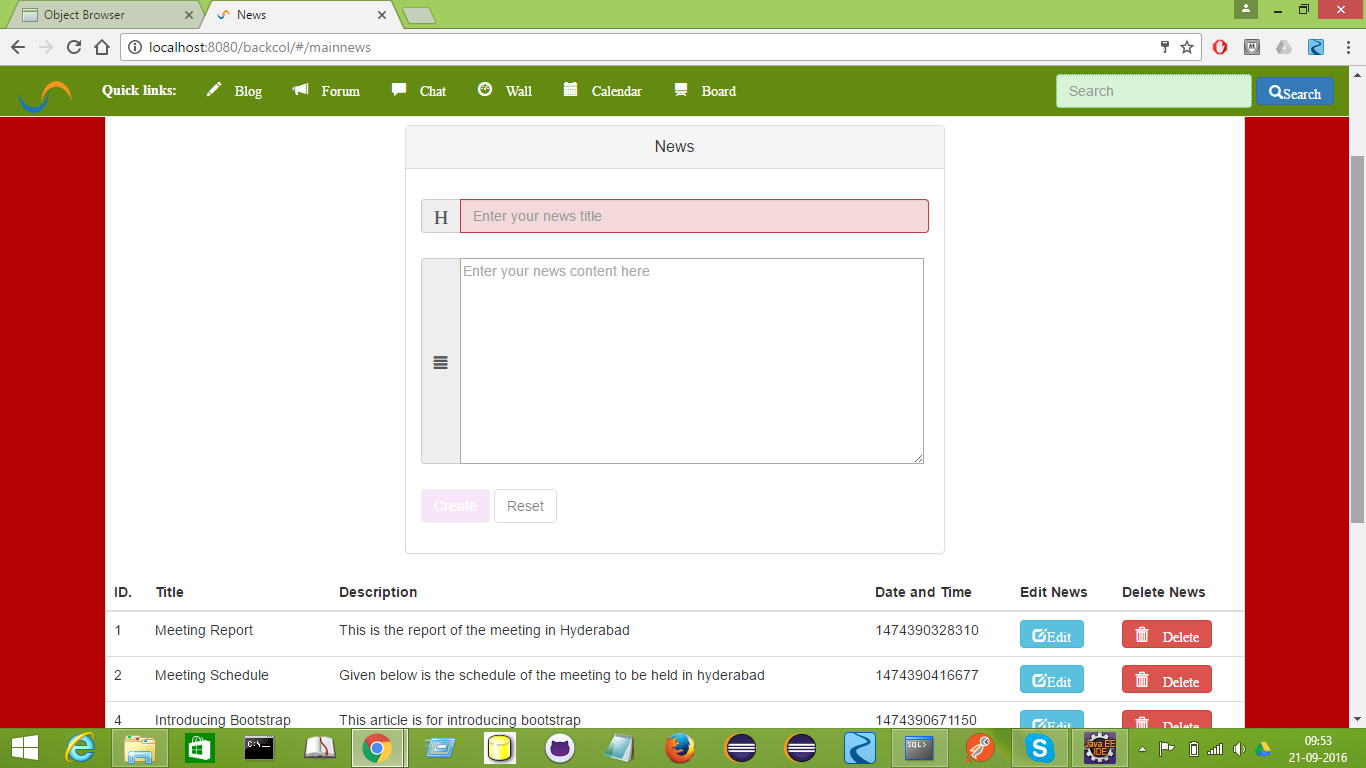 Object Browser
News
localhost:8080/backcol/#/mainnews
Quick links: Blog Forum Chat Wall Calendar Board Search Search
News
H Enter your news title
Enter your news content here
Create Reset
ID. Title Description Date and Time Edit News Delete News
1 Meeting Report This is the report of the meeting in Hyderabad 1474390328310 Edit Delete
2 Meeting Schedule Given below is the schedule of the meeting to be held in hyderabad 1474390416677 Edit Delete
4 Introducing Bootstrap This article is for introducing bootstrap 1474390671150 Edit Delete
C:\_
SQL>
Java EE
IDE
09:53
21-09-2016